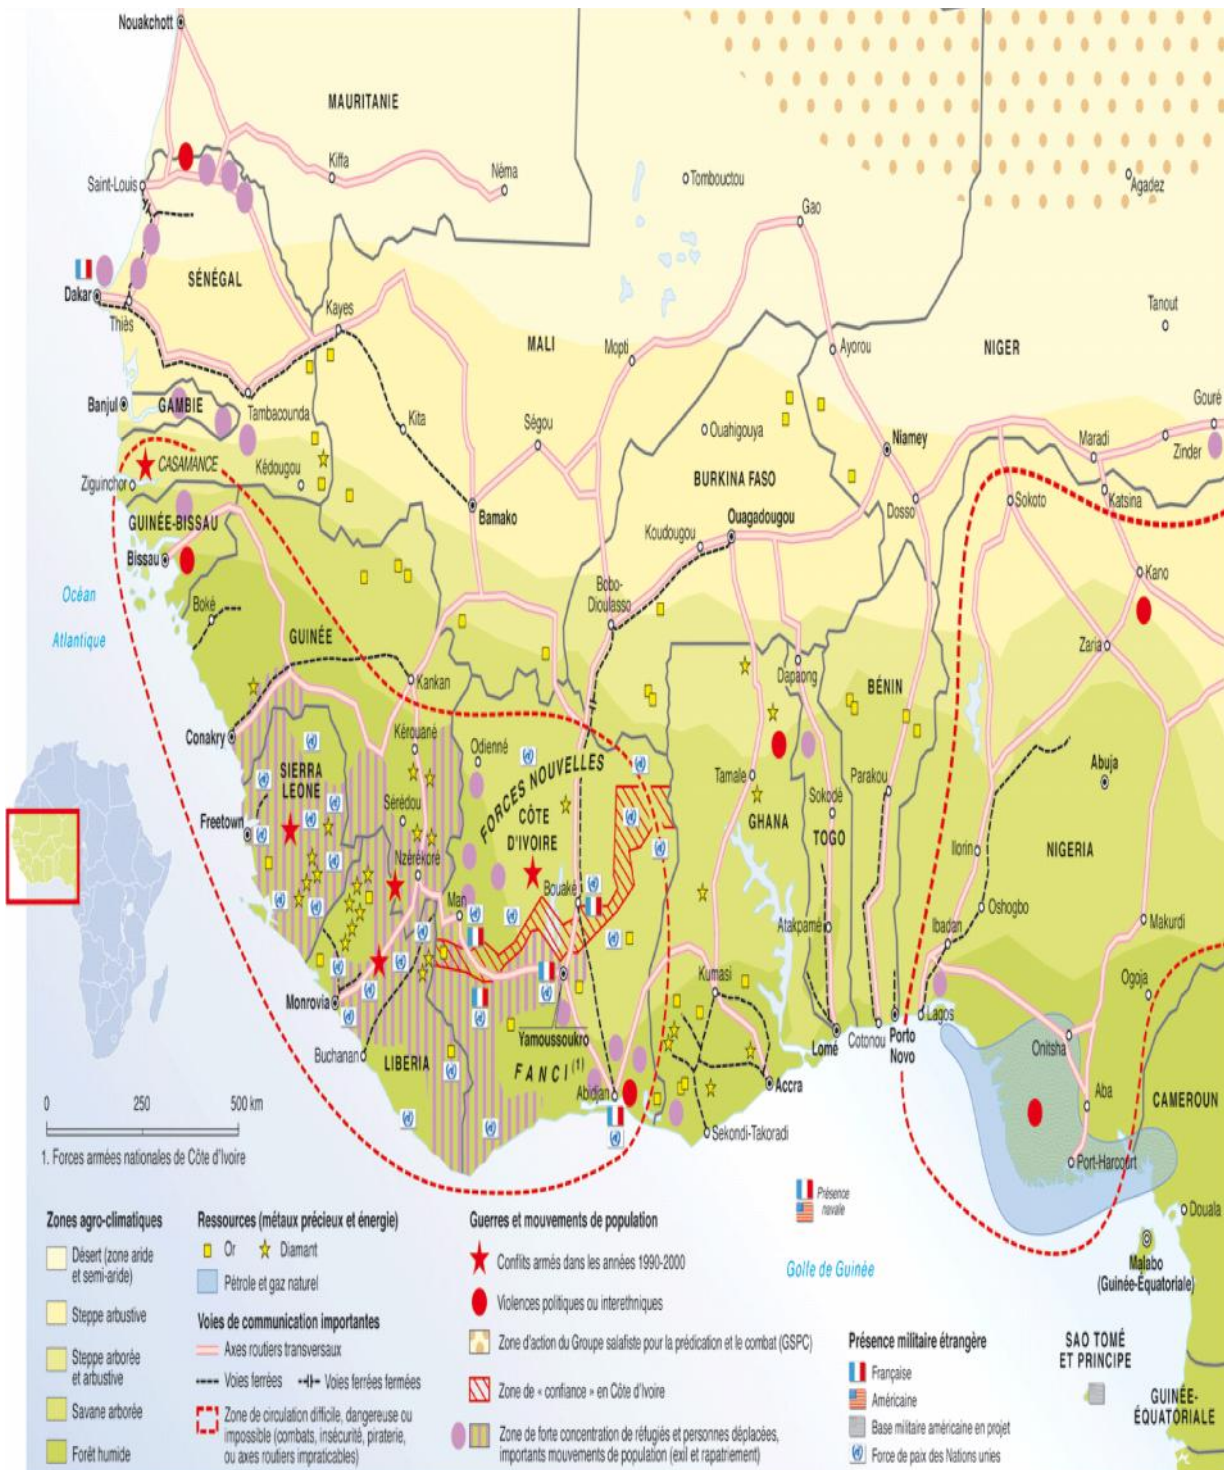 Nouakchott
MAURITANIE
Kiffa
Néma
Tombouctou
Agadez
Saint-Louis
Gao
SÉNÉGAL
Dakar
Thiès
Kayes
MALI
Mopti
Ayorou
NIGER
Tanout
Banjul
GAMBIE
Tambacounda
Kita
Ségou
Ouahigouya
Niamey
Gouré
Maradi
Zinder
CASAMANCE
Ziguinchor
Kédougou
BURKINA FASO
Dosso
Sokoto
Katsina
GUINÉE-BISSAU
Bissau
Bamako
Koudougou
Ouagadougou
Kano
Océan
Atlantique
Boké
GUINÉE
Bobo-
Dioulasso
Zaria
Kankan
Dapaong
BÉNIN
Conakry
Kérouané
Odienné
SIERRA
LEONE
FORCES NOUVELLES
Tamale
Parakou
Abuja
Freetown
Sérédou
CÔTE
D'IVOIRE
GHANA
Sokodé
TOGO
Nzérékoré
Ilorin
NIGERIA
Man
Bouaké
Oshogbo
Atakpamé
Ibadan
Makurdi
Monrovia
Kumasi
Ogoja
Buchanan
LIBERIA
Yamoussoukro
Lomé
Cotonou
Porto
Novo
Lagos
Onitsha
FANCI (1)
Abidjan
Accra
Aba
CAMEROUN
Sekondi-Takoradi
Port-Harcourt
0 250 500 km
1. Forces armées nationales de Côte d'Ivoire
Présence
navale
Douala
Golfe de Guinée
Malabo
(Guinée-Équatoriale)
SAO TOMÉ
ET PRINCIPE
GUINÉE-
ÉQUATORIALE
Zones agro-climatiques
Désert (zone aride
et semi-aride)
Steppe arbustive
Steppe arborée
et arbustive
Savane arborée
Forêt humide
Ressources (métaux précieux et énergie)
Or Diamant
Pétrole et gaz naturel
Voies de communication importantes
Axes routiers transversaux
Voies ferrées Voies ferrées fermées
Zone de circulation difficile, dangereuse ou
impossible (combats, insécurité, piraterie,
ou axes routiers impraticables)
Guerres et mouvements de population
Conflits armés dans les années 1990-2000
Violences politiques ou interethniques
Zone d'action du Groupe salafiste pour la prédication et le combat (GSPC)
Zone de « confiance » en Côte d'Ivoire
Zone de forte concentration de réfugiés et personnes déplacées,
importants mouvements de population (exil et rapatriement)
Présence militaire étrangère
Française
Américaine
Base militaire américaine en projet
Force de paix des Nations unies